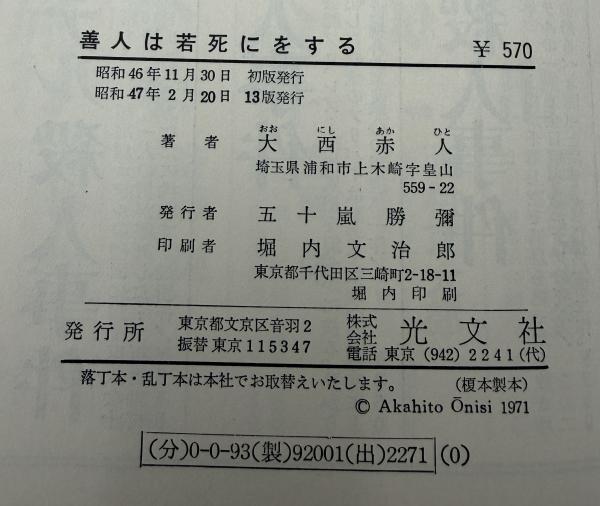 善人は若死にをする ￥570
昭和46年11月30日 初版発行
昭和47年2月20日 13版発行
おお にし あか ひと
著者 大西赤人
埼玉県浦和市上木崎字皇山
559-22
発行者 五十嵐勝彌
印刷者 堀内文治郎
東京都千代田区三崎町2-18-11
堀内印刷
発行所 東京都文京区音羽2 株式会社 光文社
振替東京115347 電話 東京(942)2241(代)
落丁本・乱丁本は本社でお取替えいたします。 (榎本製本)
© Akahito Ōnisi 1971
(分)0-0-93(製)92001(出)2271(0)